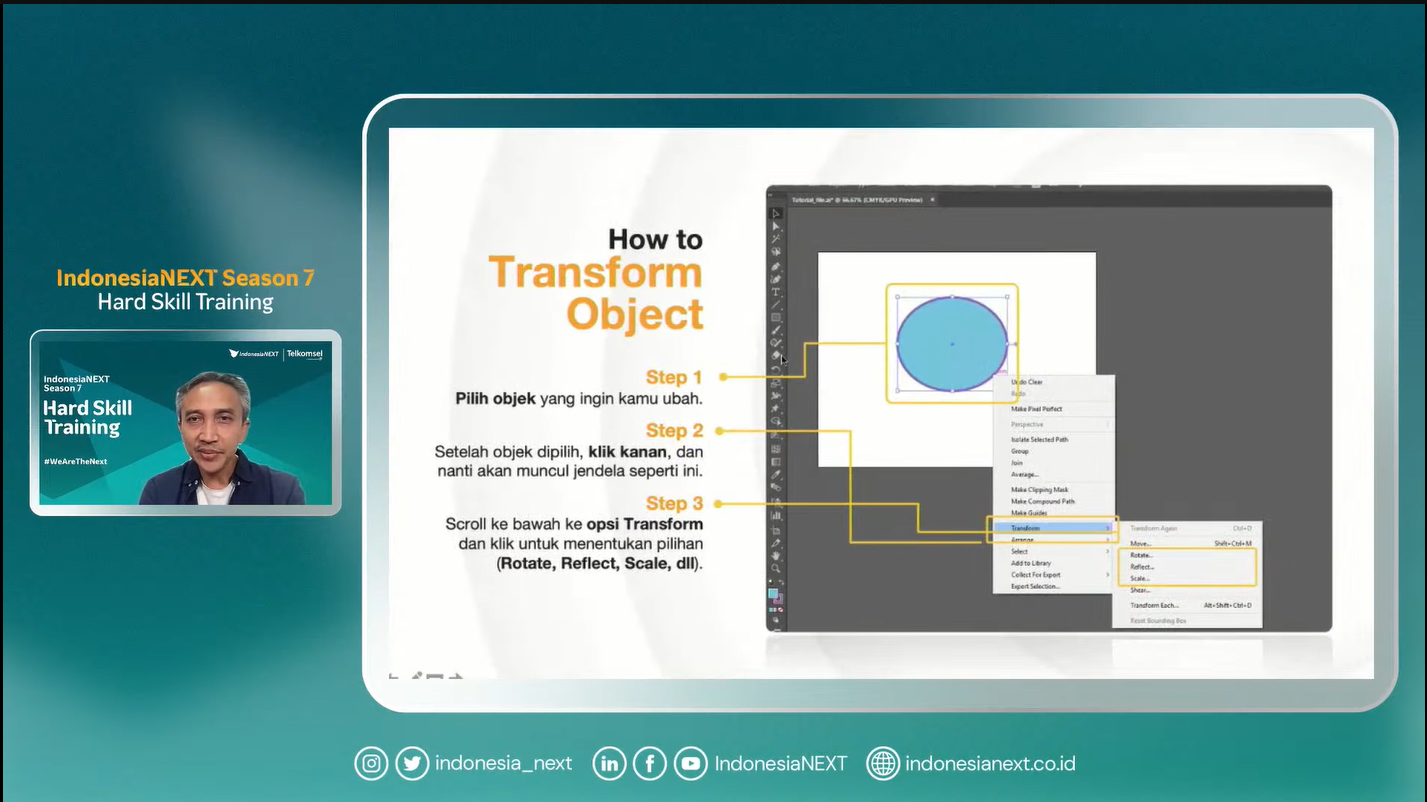 IndonesiaNEXT Season 7
Hard Skill Training
IndonesiaNEXT
Telkomsel
IndonesiaNEXT
Season 7
Hard Skill
Training
#WeAreTheNext
How to
Transform
Object
Step 1
Pilih objek yang ingin kamu ubah.
Step 2
Setelah objek dipilih, klik kanan, dan
nanti akan muncul jendela seperti ini.
Step 3
Scroll ke bawah ke opsi Transform
dan klik untuk menentukan pilihan
(Rotate, Reflect, Scale, dll).
Tutorial_file.ai* @ 66.67% (CMYK/GPU Preview)
Undo Clear
Redo
Make Pixel Perfect
Perspective
Isolate Selected Path
Group
Join
Average...
Make Clipping Mask
Make Compound Path
Make Guides
Transform
Arrange
Select
Add to Library
Collect For Export
Export Selection...
Transform Again Ctrl+D
Move... Shift+Ctrl+M
Rotate...
Reflect...
Scale...
Shear...
Transform Each... Alt+Shift+Ctrl+D
Reset Bounding Box
indonesia_next
IndonesiaNEXT
indonesianext.co.id